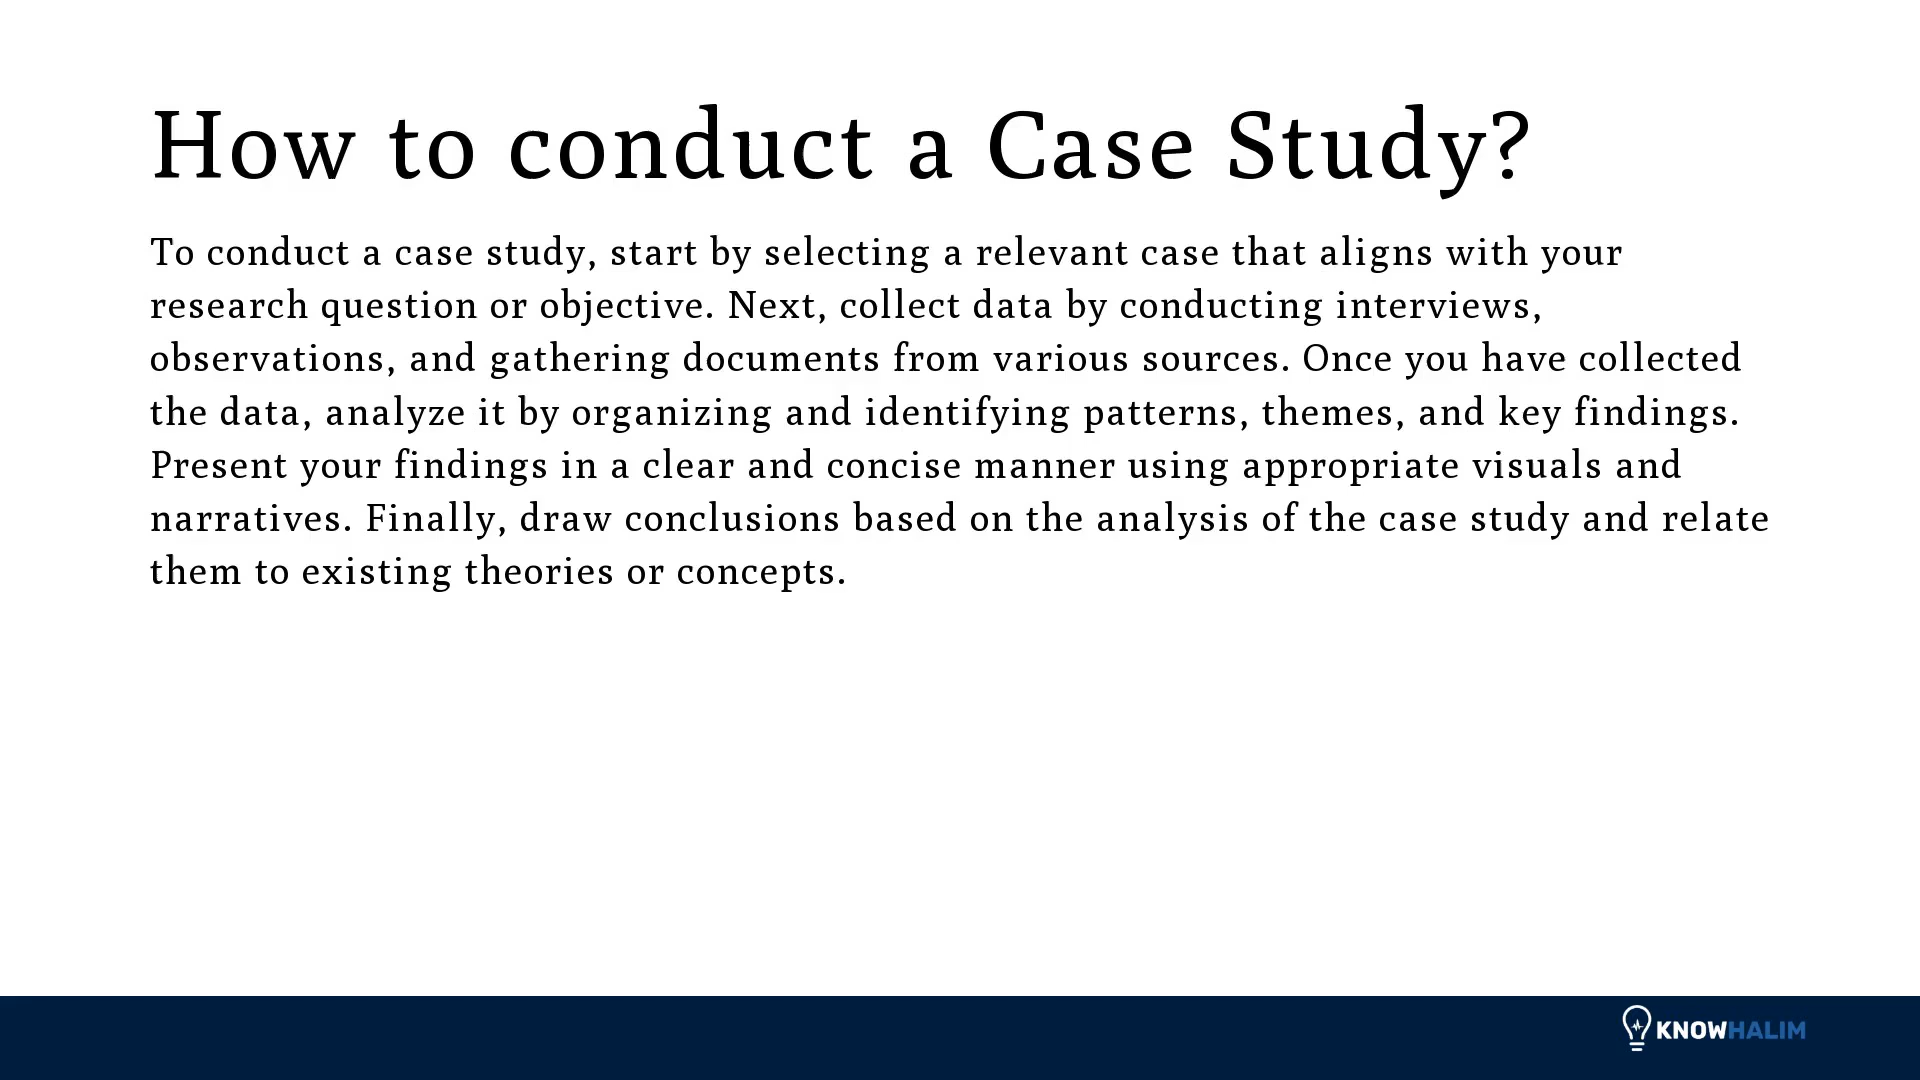 How to conduct a Case Study?
To conduct a case study, start by selecting a relevant case that aligns with your
research question or objective. Next, collect data by conducting interviews,
observations, and gathering documents from various sources. Once you have collected
the data, analyze it by organizing and identifying patterns, themes, and key findings.
Present your findings in a clear and concise manner using appropriate visuals and
narratives. Finally, draw conclusions based on the analysis of the case study and relate
them to existing theories or concepts.
KNOWHALIM